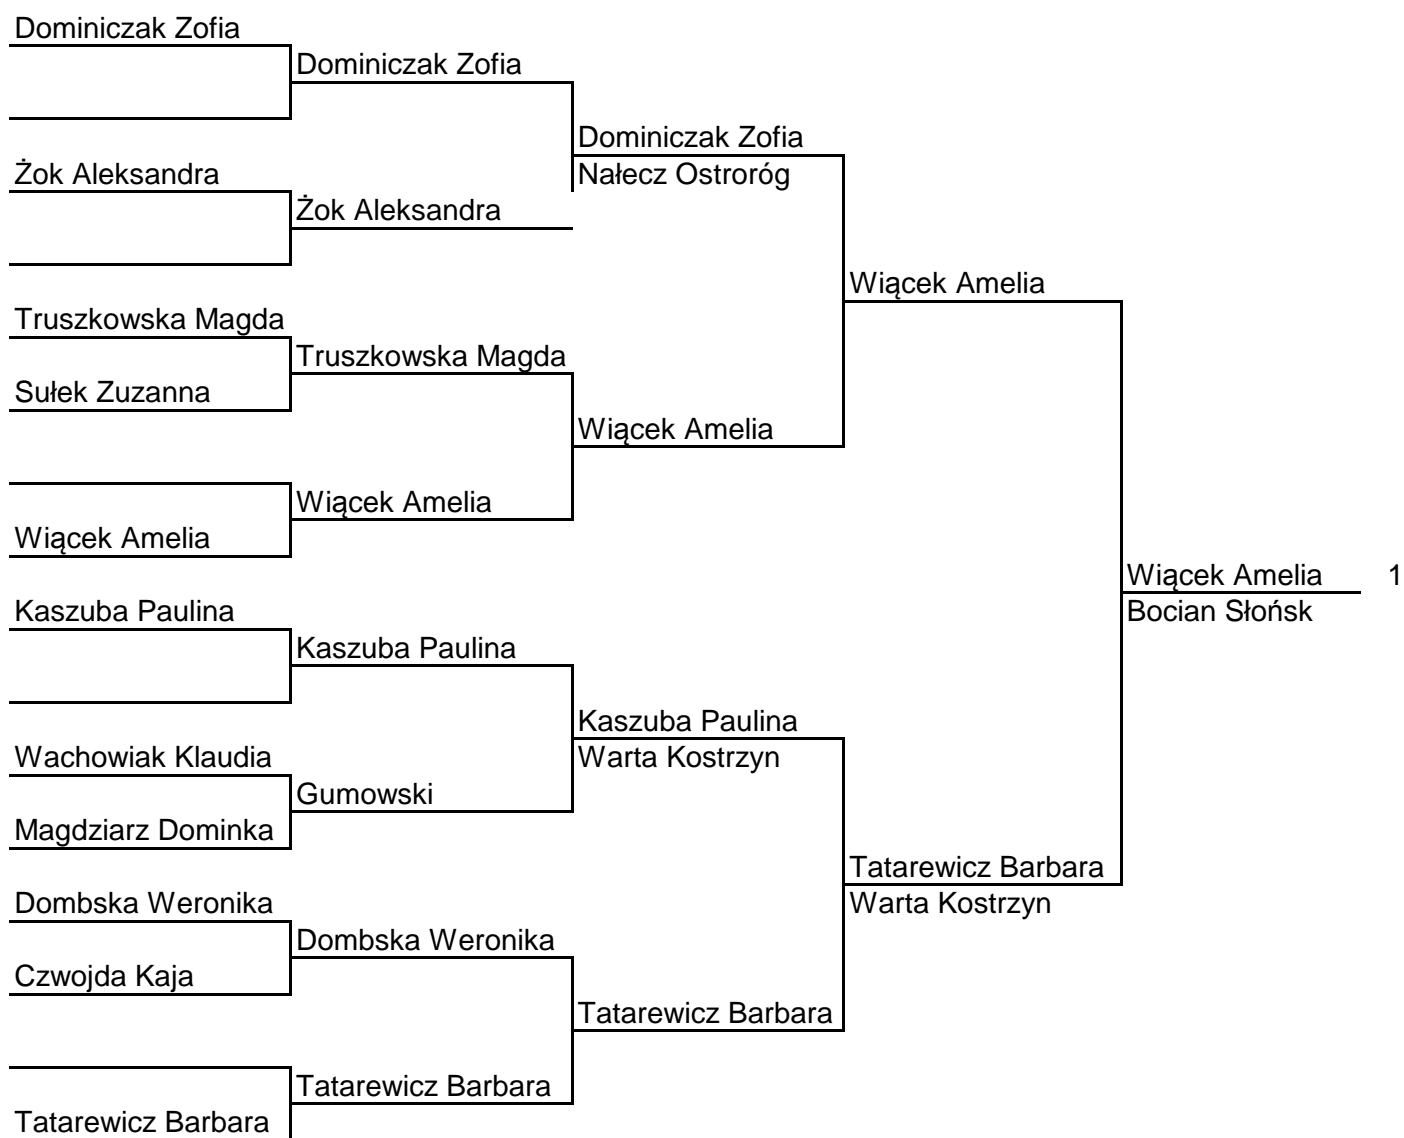 Dominiczak Zofia
Dominiczak Zofia
Dominiczak Zofia
Żok Aleksandra
Nałecz Ostroróg
Żok Aleksandra
Wiącek Amelia
Truszkowska Magda
Truszkowska Magda
Sułek Zuzanna
Wiącek Amelia
Wiącek Amelia
Wiącek Amelia
Wiącek Amelia 1
Kaszuba Paulina
Bocian Słońsk
Kaszuba Paulina
Kaszuba Paulina
Wachowiak Klaudia
Warta Kostrzyn
Gumowski
Magdziarz Dominka
Tatarewicz Barbara
Dombska Weronika
Warta Kostrzyn
Dombska Weronika
Czwojda Kaja
Tatarewicz Barbara
Tatarewicz Barbara
Tatarewicz Barbara